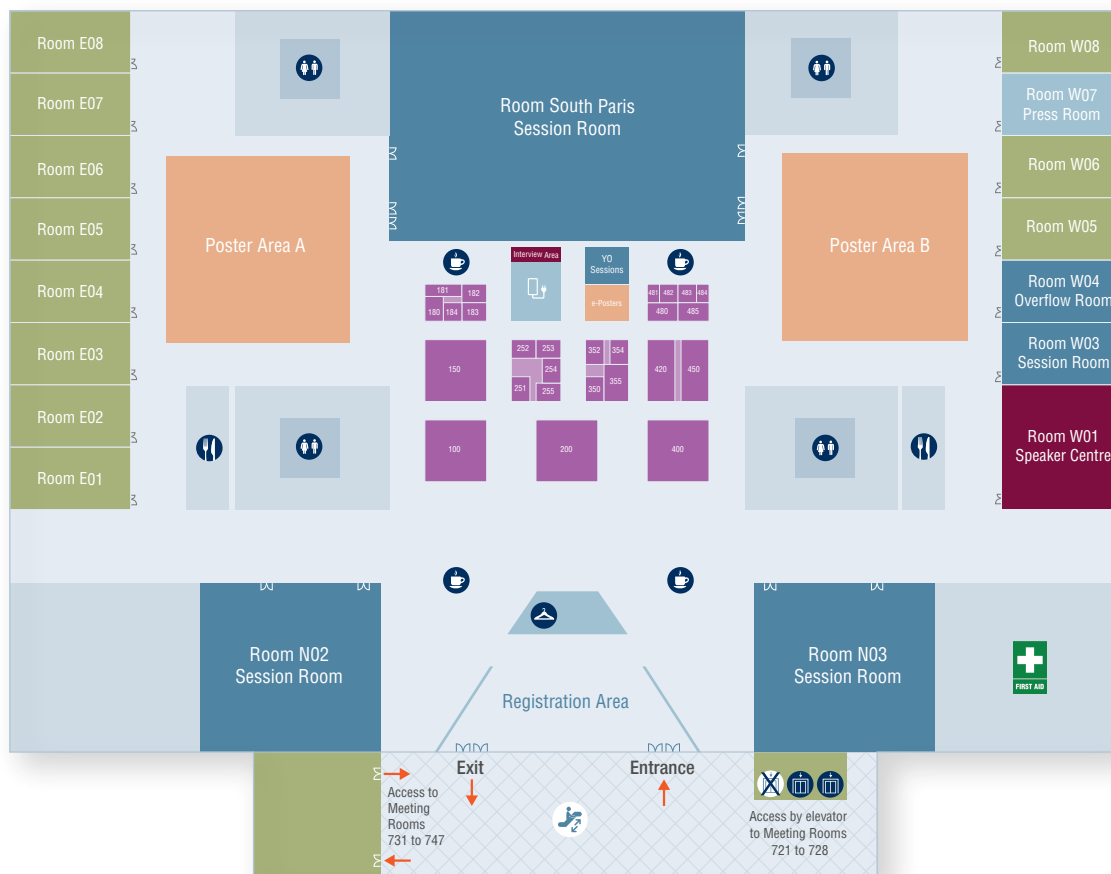 Room E08
Room E07
Room E06
Room E05
Room E04
Room E03
Room E02
Room E01
Room South Paris
Session Room
Room W08
Room W07
Press Room
Room W06
Room W05
Room W04
Overflow Room
Room W03
Session Room
Room W01
Speaker Centre
Poster Area A
Poster Area B
Interview Area
YO
Sessions
e-Posters
181
182
180
184
183
481
482
483
484
480
485
150
252
253
254
251
255
352
354
355
350
420
450
100
200
400
Room N02
Session Room
Room N03
Session Room
FIRST AID
Registration Area
Exit
Entrance
Access to
Meeting
Rooms
731 to 747
Access by elevator
to Meeting Rooms
721 to 728